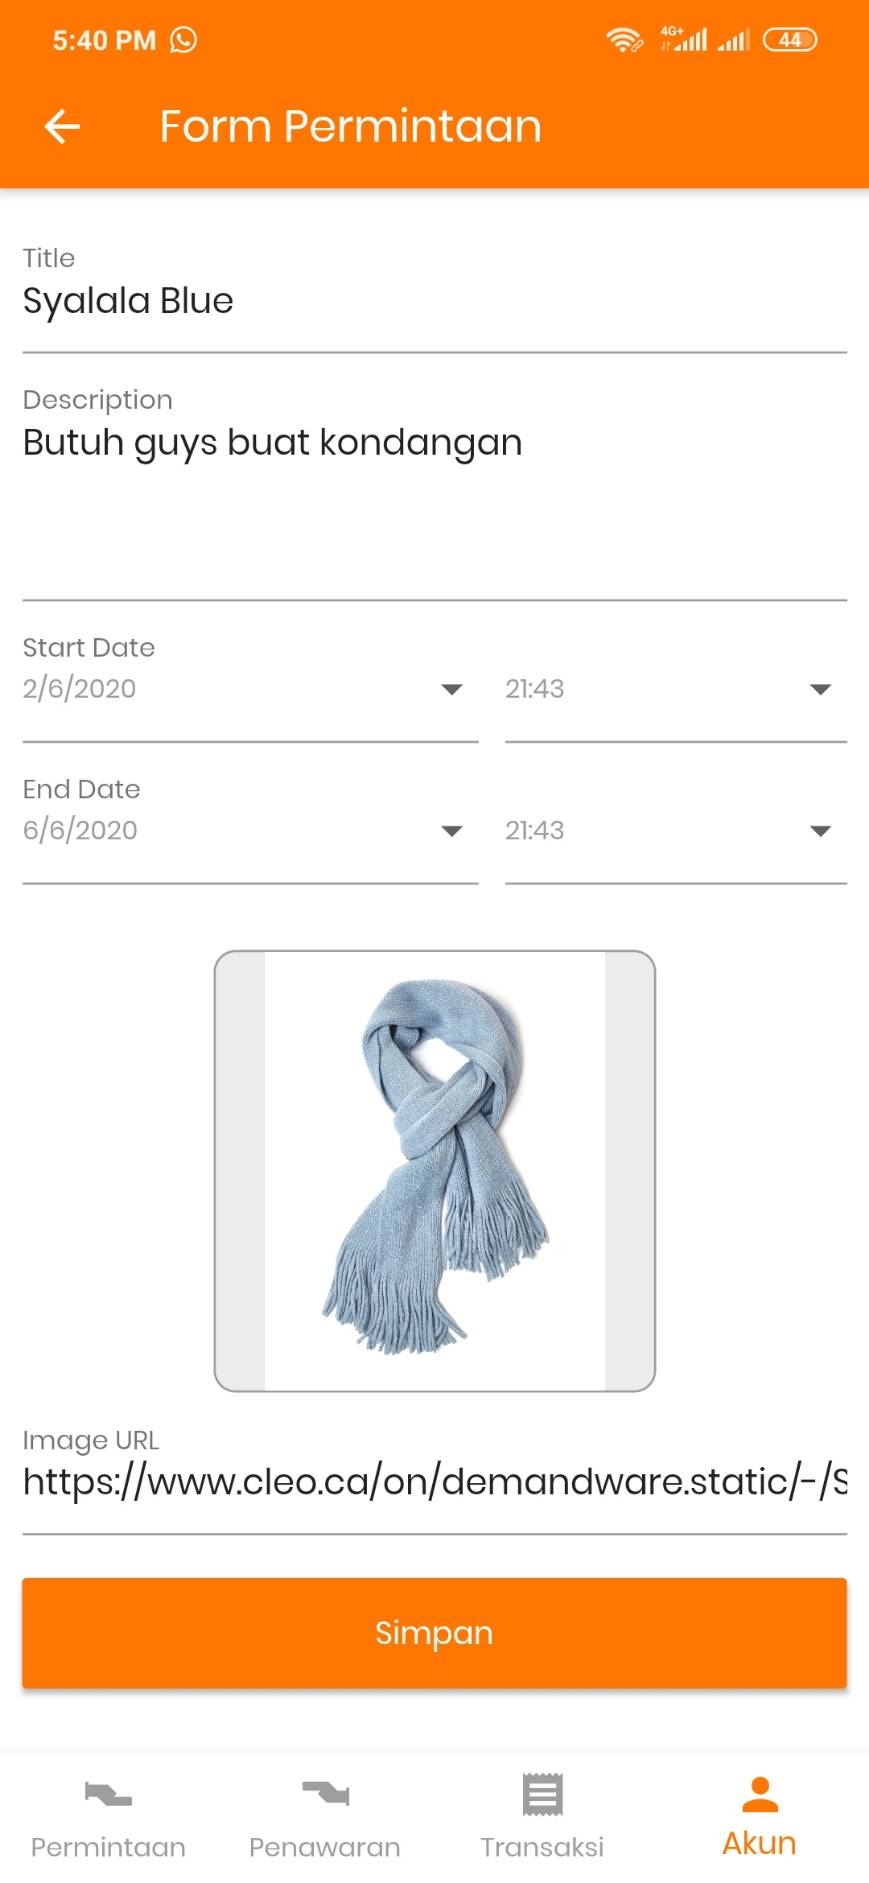 5:40 PM
4G+
44
Form Permintaan
Title
Syalala Blue
Description
Butuh guys buat kondangan
Start Date
2/6/2020
21:43
End Date
6/6/2020
21:43
Image URL
https://www.cleo.ca/on/demandware.static/-/S
Simpan
Permintaan
Penawaran
Transaksi
Akun